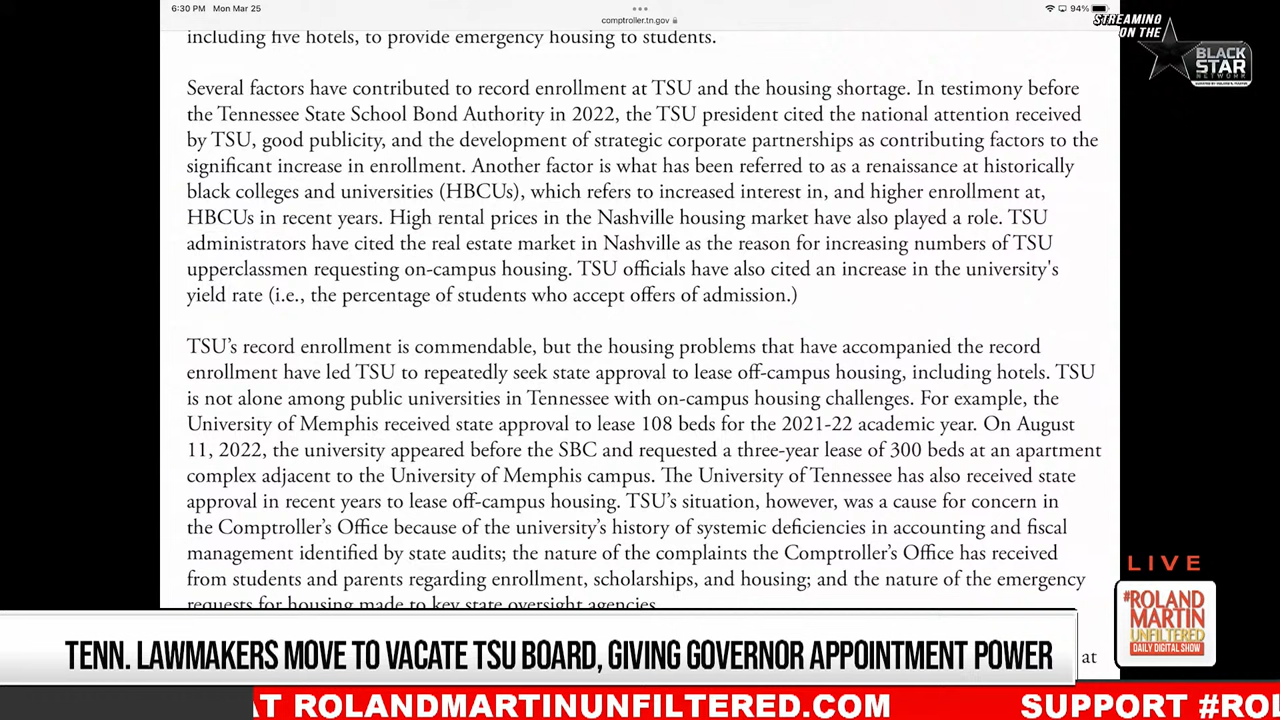 6:30 PM Mon Mar 25
comptroller.tn.gov
94%
STREAMING
ON THE
BLACK
STAR
NETWORK
including five hotels, to provide emergency housing to students.
Several factors have contributed to record enrollment at TSU and the housing shortage. In testimony before
the Tennessee State School Bond Authority in 2022, the TSU president cited the national attention received
by TSU, good publicity, and the development of strategic corporate partnerships as contributing factors to the
significant increase in enrollment. Another factor is what has been referred to as a renaissance at historically
black colleges and universities (HBCUs), which refers to increased interest in, and higher enrollment at,
HBCUs in recent years. High rental prices in the Nashville housing market have also played a role. TSU
administrators have cited the real estate market in Nashville as the reason for increasing numbers of TSU
upperclassmen requesting on-campus housing. TSU officials have also cited an increase in the university's
yield rate (i.e., the percentage of students who accept offers of admission.)
TSU’s record enrollment is commendable, but the housing problems that have accompanied the record
enrollment have led TSU to repeatedly seek state approval to lease off-campus housing, including hotels. TSU
is not alone among public universities in Tennessee with on-campus housing challenges. For example, the
University of Memphis received state approval to lease 108 beds for the 2021-22 academic year. On August
11, 2022, the university appeared before the SBC and requested a three-year lease of 300 beds at an apartment
complex adjacent to the University of Memphis campus. The University of Tennessee has also received state
approval in recent years to lease off-campus housing. TSU’s situation, however, was a cause for concern in
the Comptroller’s Office because of the university’s history of systemic deficiencies in accounting and fiscal
management identified by state audits; the nature of the complaints the Comptroller’s Office has received
from students and parents regarding enrollment, scholarships, and housing; and the nature of the emergency
requests for housing made to key state oversight agencies.
at
LIVE
#ROLAND
MARTIN
UNFILTERED
DAILY DIGITAL SHOW
TENN. LAWMAKERS MOVE TO VACATE TSU BOARD, GIVING GOVERNOR APPOINTMENT POWER
AT ROLANDMARTINUNFILTERED.COM SUPPORT #ROL